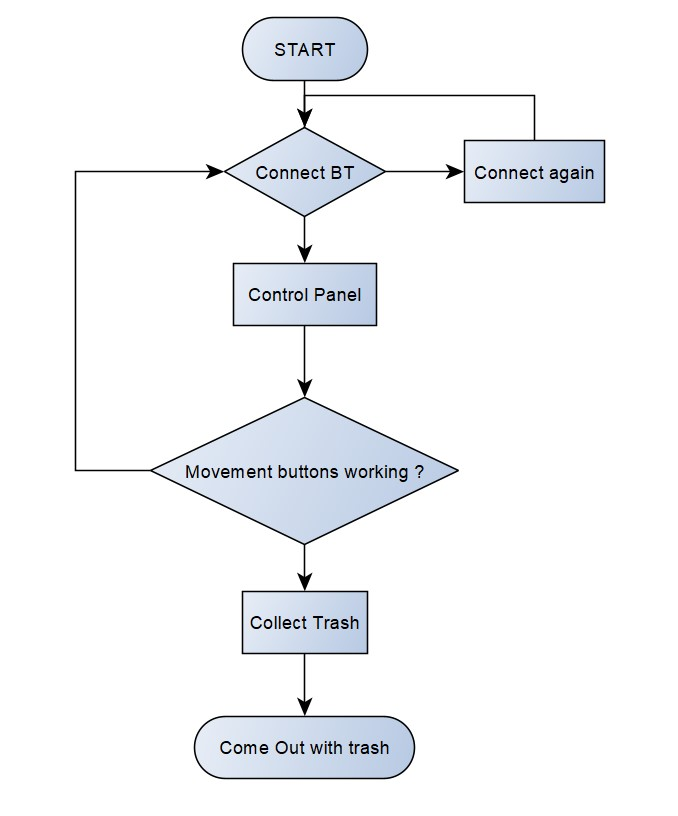 START
Connect BT
Connect again
Control Panel
Movement buttons working ?
Collect Trash
Come Out with trash